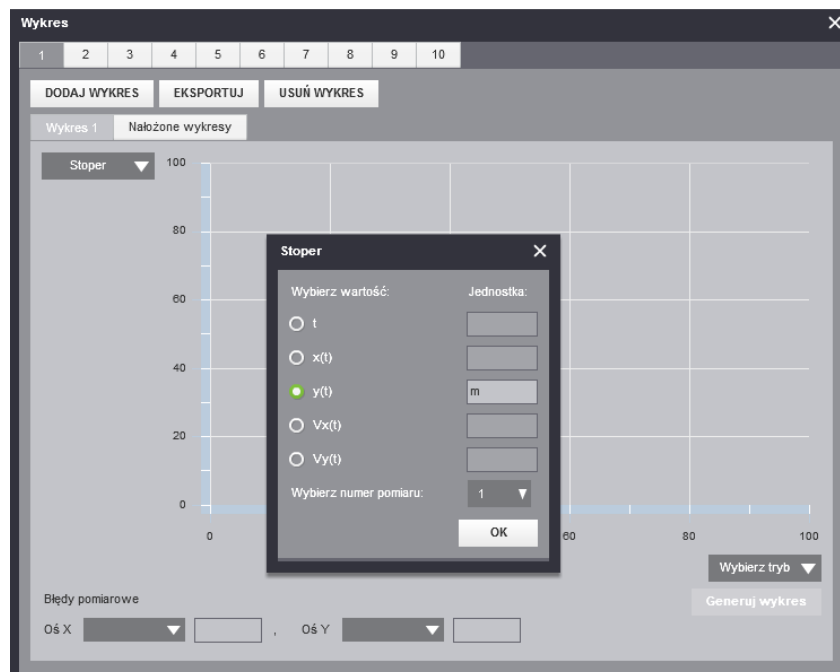 Wykres
1 2 3 4 5 6 7 8 9 10
DODAJ WYKRES EKSPORTUJ USUŃ WYKRES
Wykres 1 Nałożone wykresy
Stoper
100
80
60
40
20
0
Stoper
Wybierz wartość: Jednostka:
t
x(t)
y(t) m
Vx(t)
Vy(t)
Wybierz numer pomiaru: 1
OK
0 60 80 100
Wybierz tryb
Błędy pomiarowe
Generuj wykres
Oś X , Oś Y